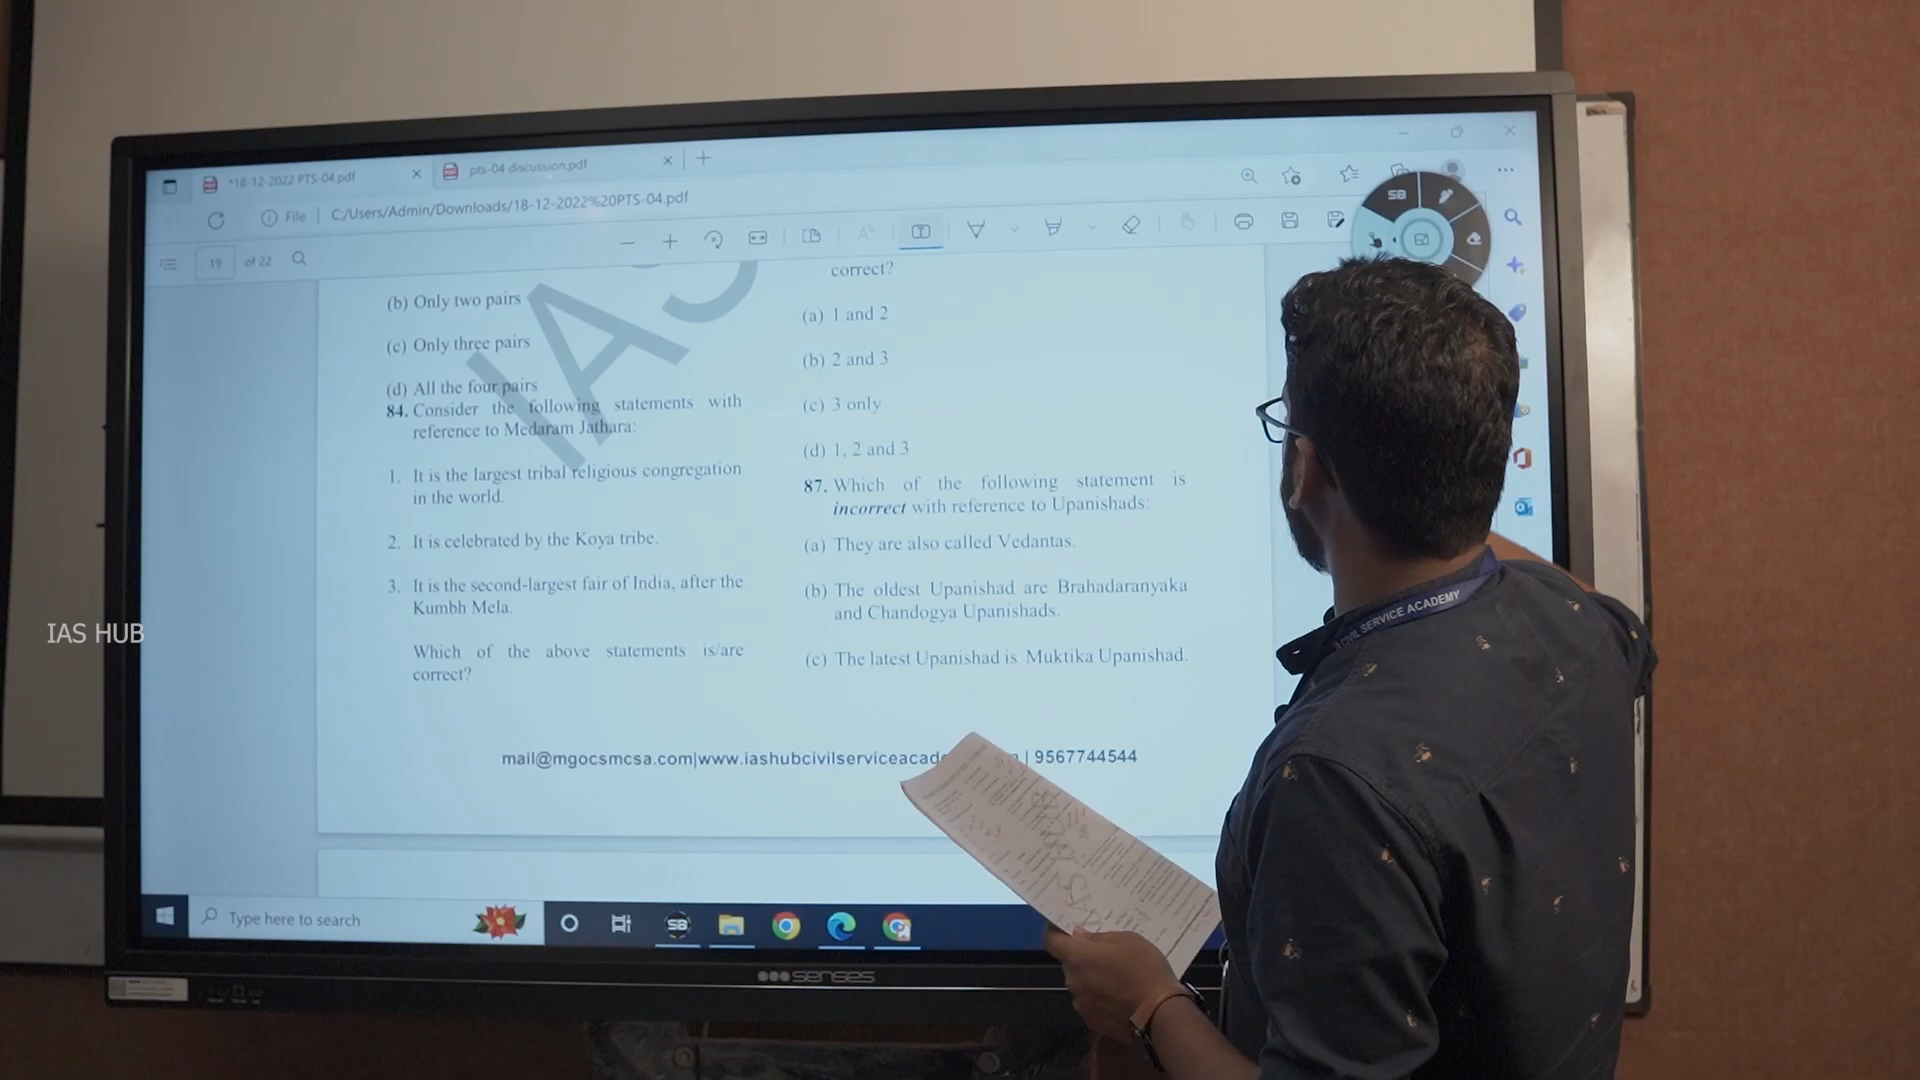 *18-12-2022 PTS-04.pdf
pts-04 discussion.pdf
File
C:/Users/Admin/Downloads/18-12-2022%20PTS-04.pdf
SB
19 of 22
(b) Only two pairs
(c) Only three pairs
(d) All the four pairs
84. Consider the following statements with
reference to Medaram Jathara:
1. It is the largest tribal religious congregation
in the world.
2. It is celebrated by the Koya tribe.
3. It is the second-largest fair of India, after the
Kumbh Mela.
Which of the above statements is/are
correct?
IAS
correct?
(a) 1 and 2
(b) 2 and 3
(c) 3 only
(d) 1, 2 and 3
87. Which of the following statement is
incorrect with reference to Upanishads:
(a) They are also called Vedantas.
(b) The oldest Upanishad are Brahadaranyaka
and Chandogya Upanishads.
(c) The latest Upanishad is Muktika Upanishad.
mail@mgocsmcsa.com|www.iashubcivilserviceacade | 9567744544
Type here to search
SB
senses
IAS HUB
CIVIL SERVICE ACADEMY